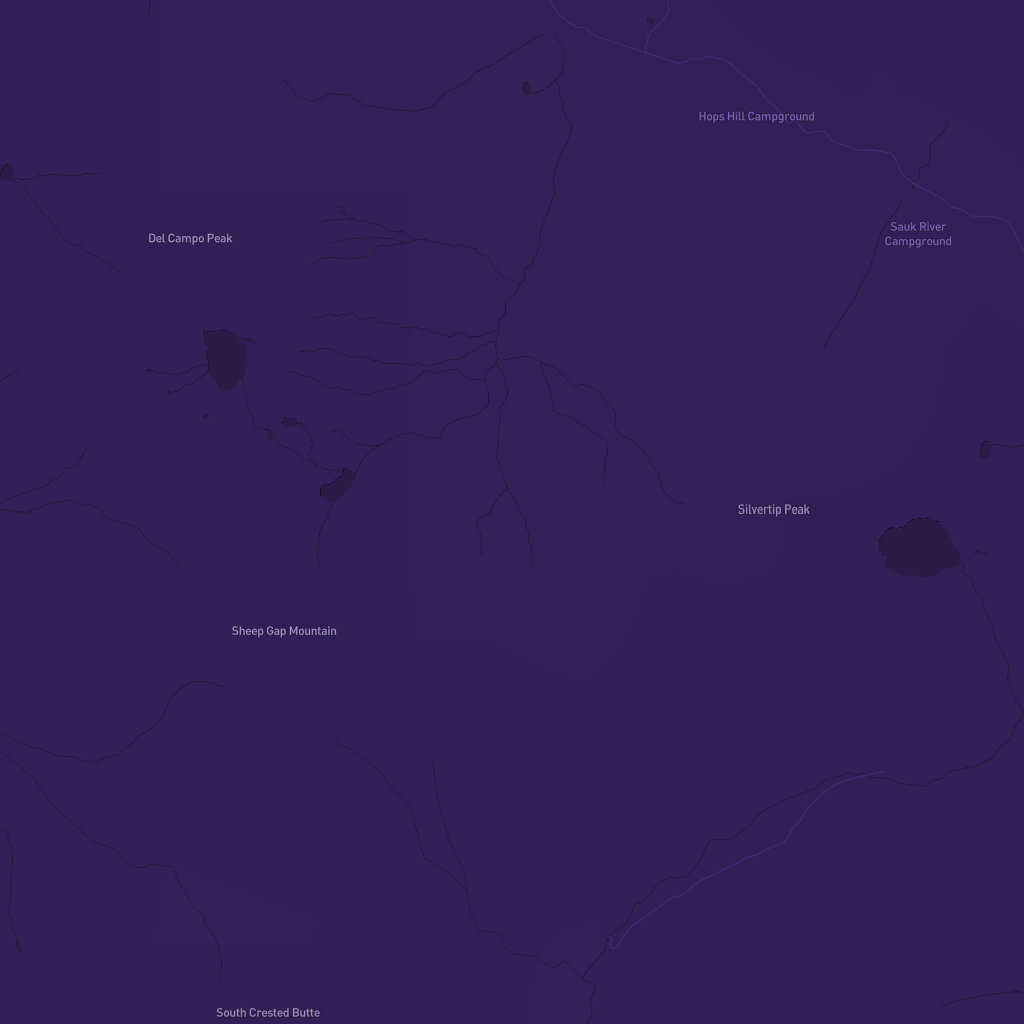 Hops Hill Campground
Sauk River
Campground
Del Campo Peak
Silvertip Peak
Sheep Gap Mountain
South Crested Butte